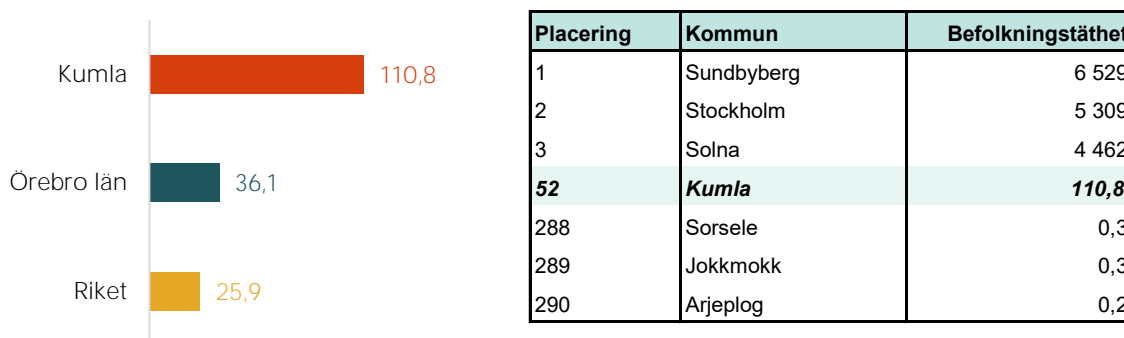 Kumla
110,8
Örebro län
36,1
Riket
25,9
Placering Kommun Befolkningstäthet
1 Sundbyberg 6 529
2 Stockholm 5 309
3 Solna 4 462
52 Kumla 110,8
288 Sorsele 0,3
289 Jokkmokk 0,3
290 Arjeplog 0,2